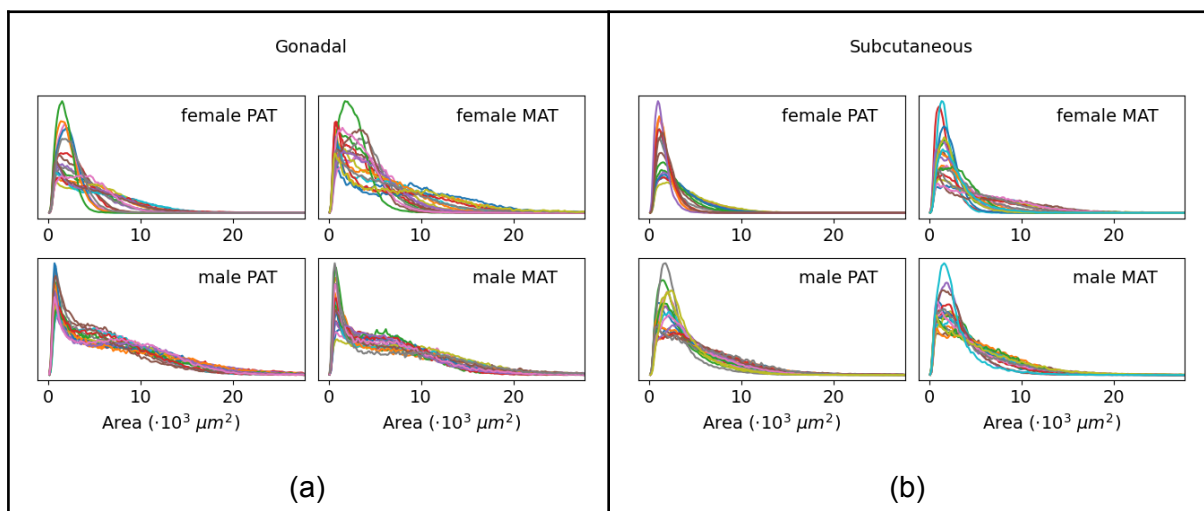 Gonadal
female PAT
female MAT
0 10 20
0 10 20
male PAT
male MAT
0 10 20
0 10 20
Area (·10³ μm²)
Area (·10³ μm²)
(a)
Subcutaneous
female PAT
female MAT
0 10 20
0 10 20
male PAT
male MAT
0 10 20
0 10 20
Area (·10³ μm²)
Area (·10³ μm²)
(b)